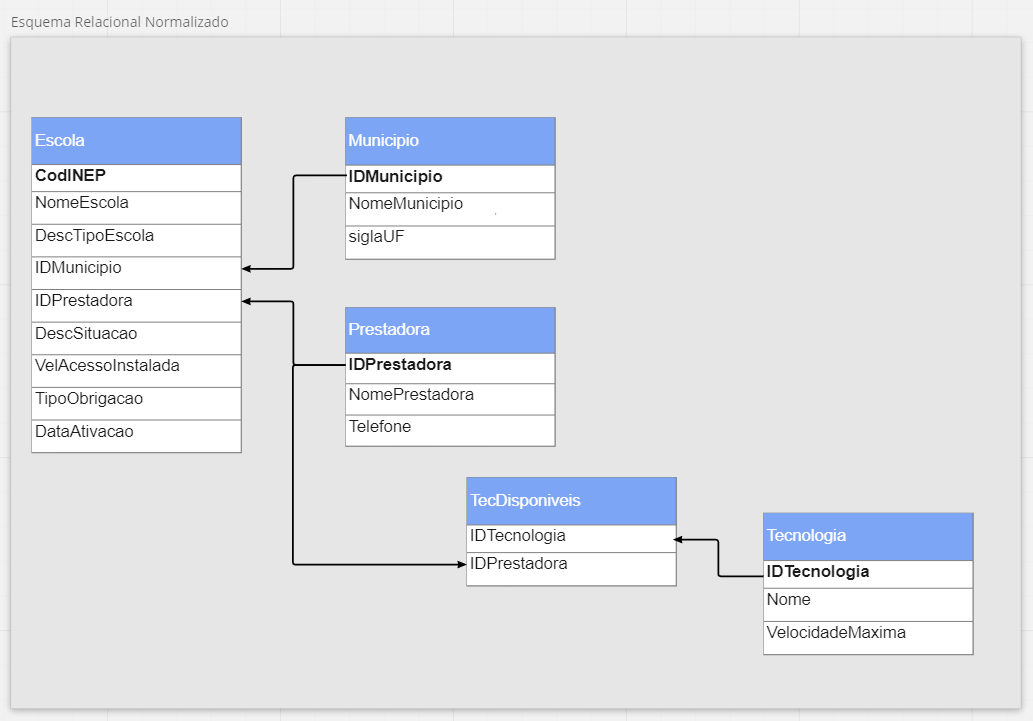 Esquema Relacional Normalizado
Escola
CodINEP
NomeEscola
DescTipoEscola
IDMunicipio
IDPrestadora
DescSituacao
VelAcessoInstalada
TipoObrigacao
DataAtivacao
Municipio
IDMunicipio
NomeMunicipio
siglaUF
Prestadora
IDPrestadora
NomePrestadora
Telefone
TecDisponiveis
IDTecnologia
IDPrestadora
Tecnologia
IDTecnologia
Nome
VelocidadeMaxima